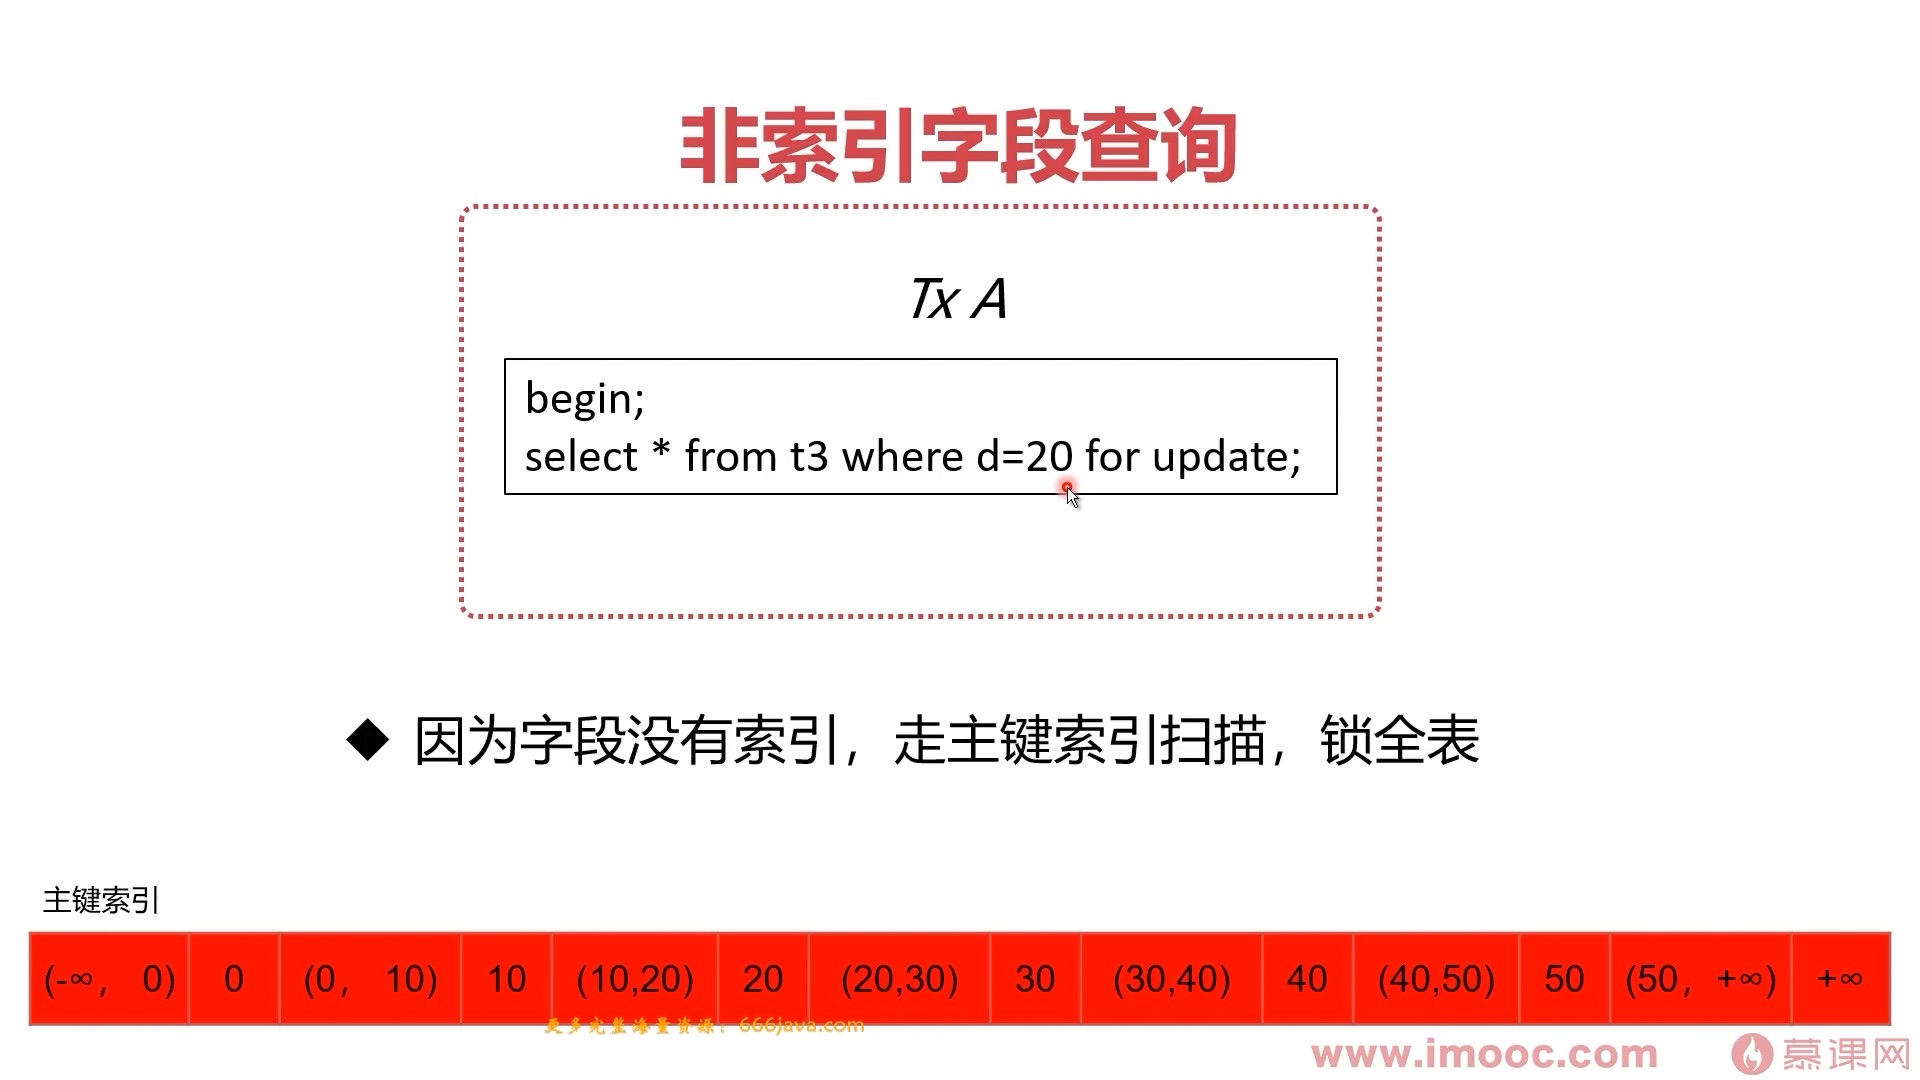 非索引字段查询
Tx A
begin;
select * from t3 where d=20 for update;
◆ 因为字段没有索引，走主键索引扫描，锁全表
主键索引
(-∞， 0) 0 (0， 10) 10 (10,20) 20 (20,30) 30 (30,40) 40 (40,50) 50 (50，+∞) +∞
更多完整海量资源：666java.com
www.imooc.com 慕课网